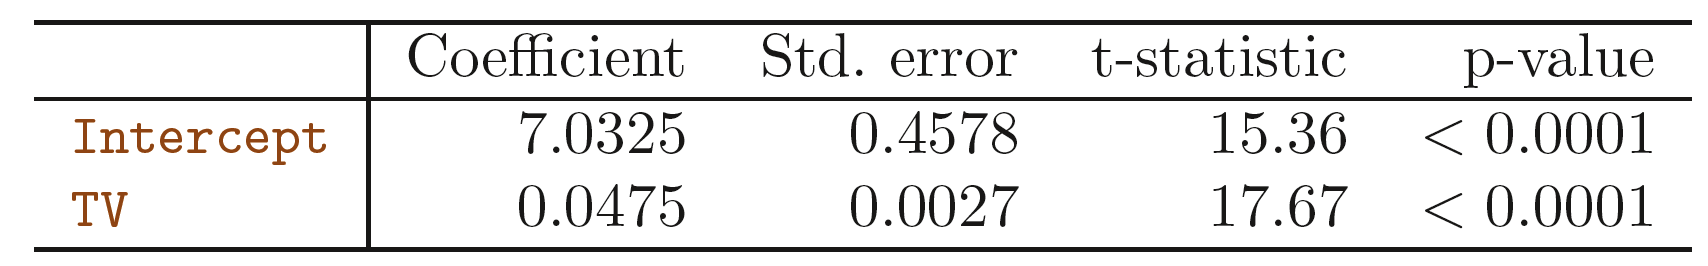 Coefficient Std. error t-statistic p-value
Intercept 7.0325 0.4578 15.36 < 0.0001
TV 0.0475 0.0027 17.67 < 0.0001